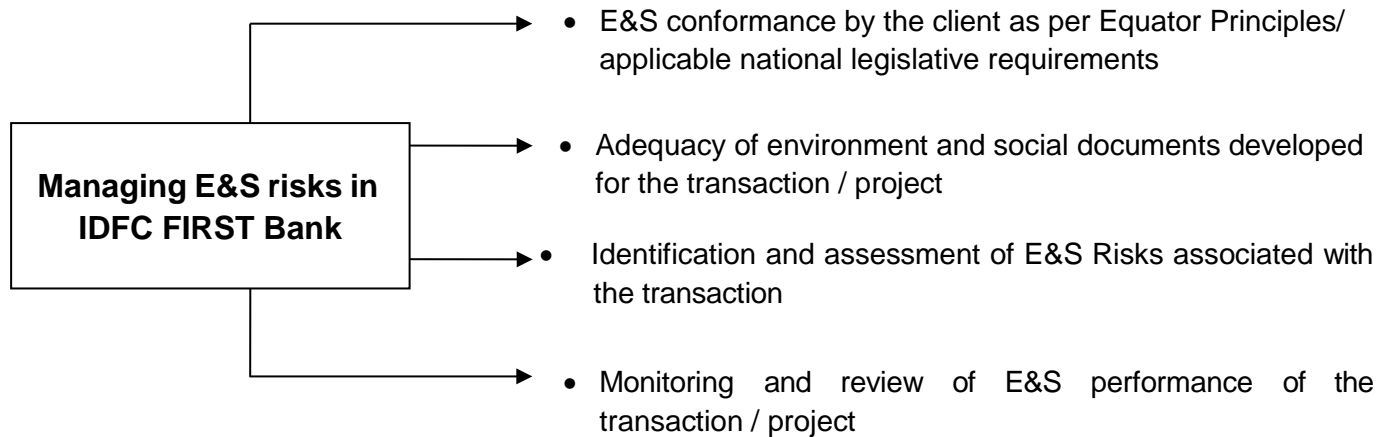 • E&S conformance by the client as per Equator Principles/
applicable national legislative requirements
• Adequacy of environment and social documents developed
for the transaction / project
Managing E&S risks in
IDFC FIRST Bank
• Identification and assessment of E&S Risks associated with
the transaction
• Monitoring and review of E&S performance of the
transaction / project